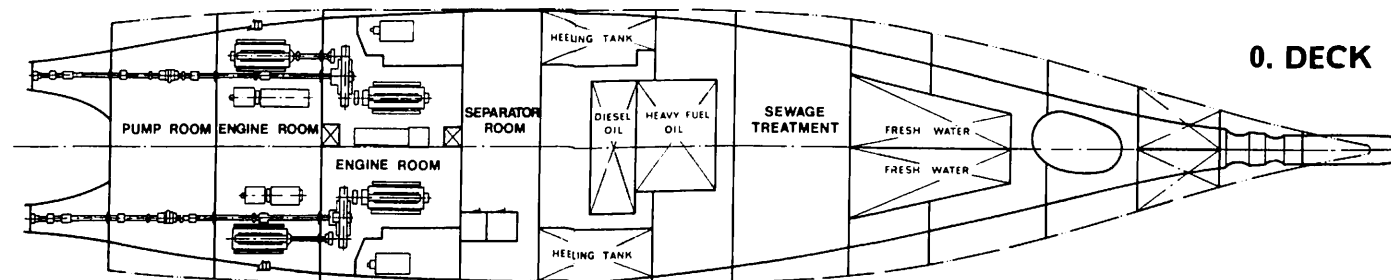 0. DECK
HEELING TANK
PUMP ROOM
ENGINE ROOM
SEPARATOR
ROOM
DIESEL
OIL
HEAVY FUEL
OIL
SEWAGE
TREATMENT
FRESH WATER
ENGINE ROOM
FRESH WATER
HEELING TANK